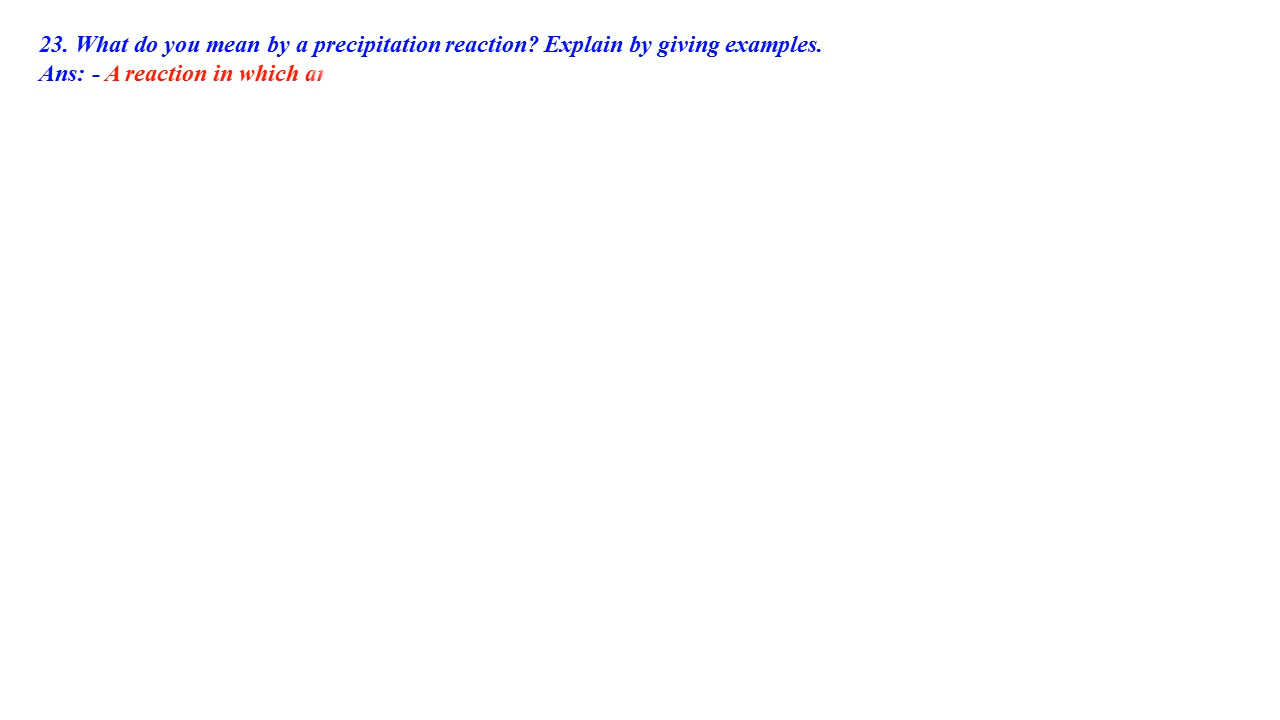 23. What do you mean by a precipitation reaction? Explain by giving examples.
Ans: - A reaction in which